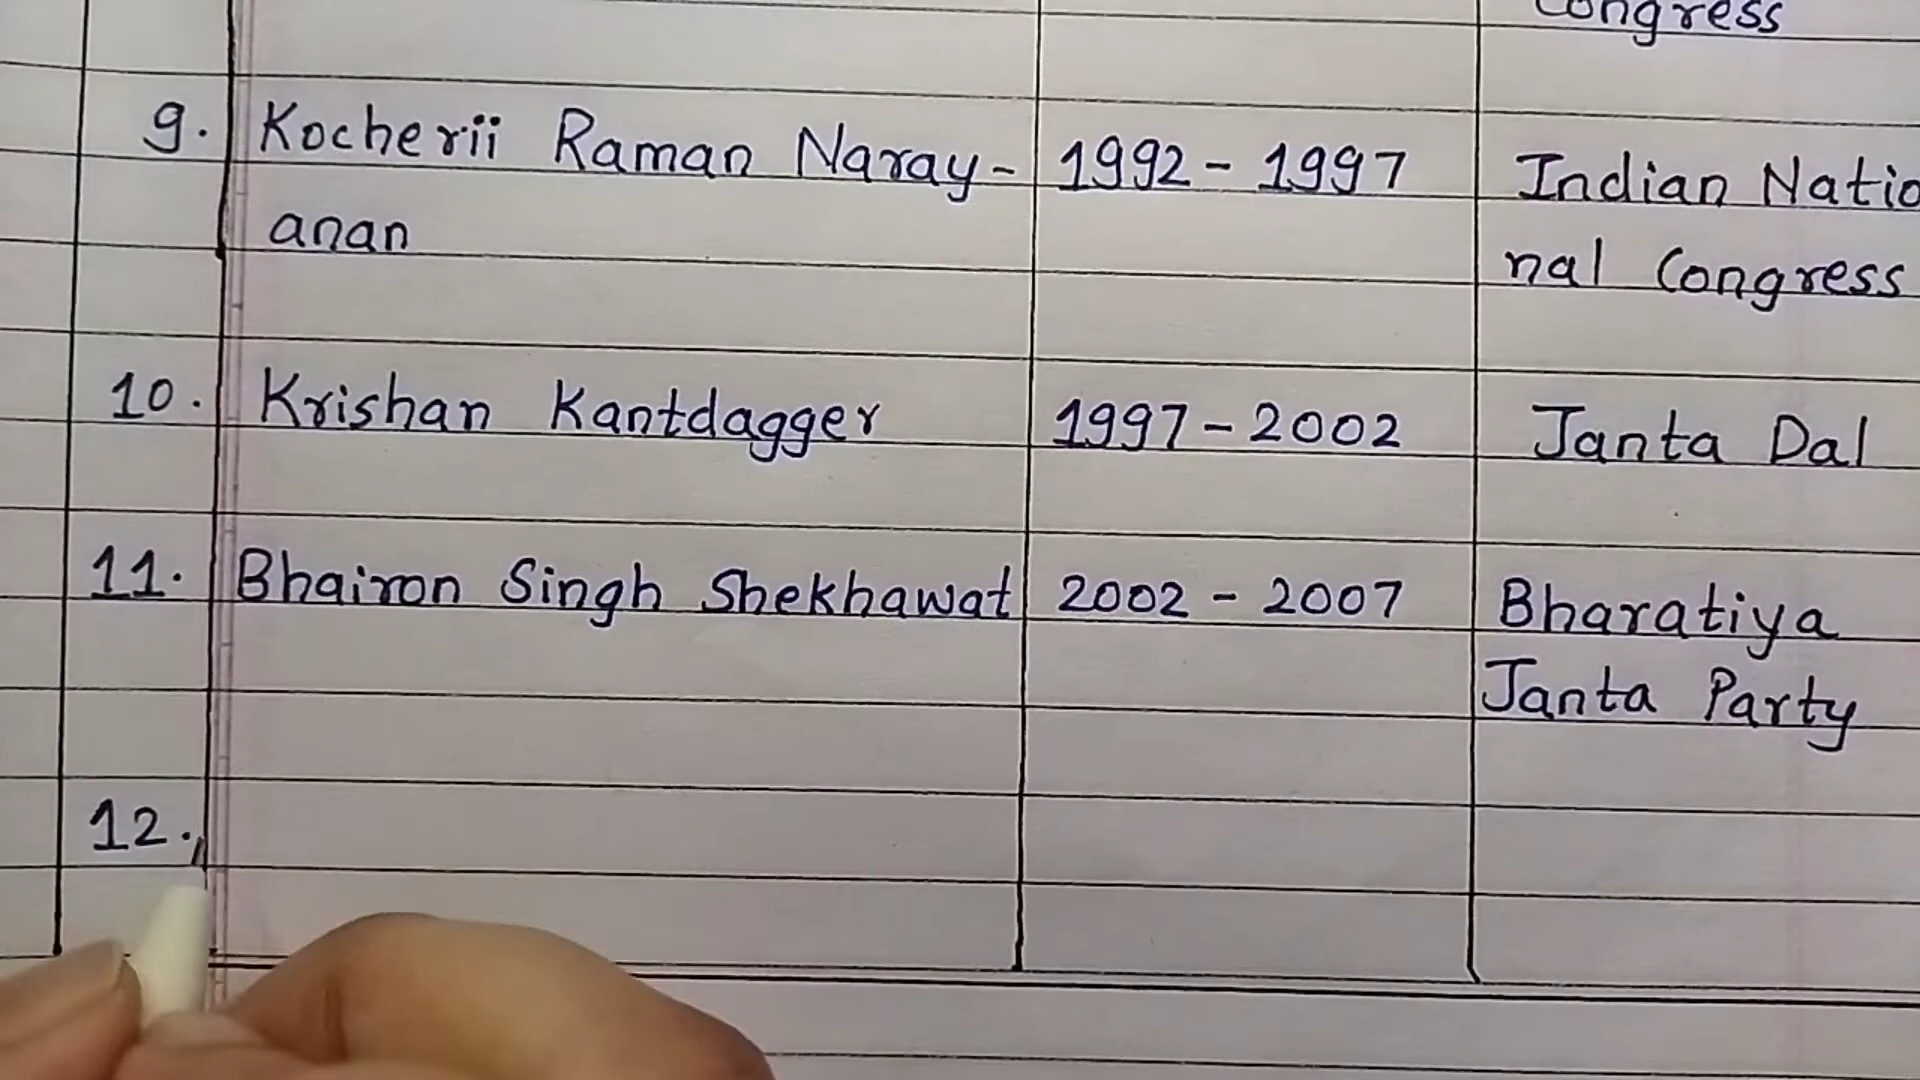 Congress
9. Kocherii Raman Naray- 1992 - 1997 Indian Natio
anan nal Congress
10. Krishan Kantdagger 1997 - 2002 Janta Dal
11. Bhairon Singh Shekhawat 2002 - 2007 Bharatiya
Janta Party
12.